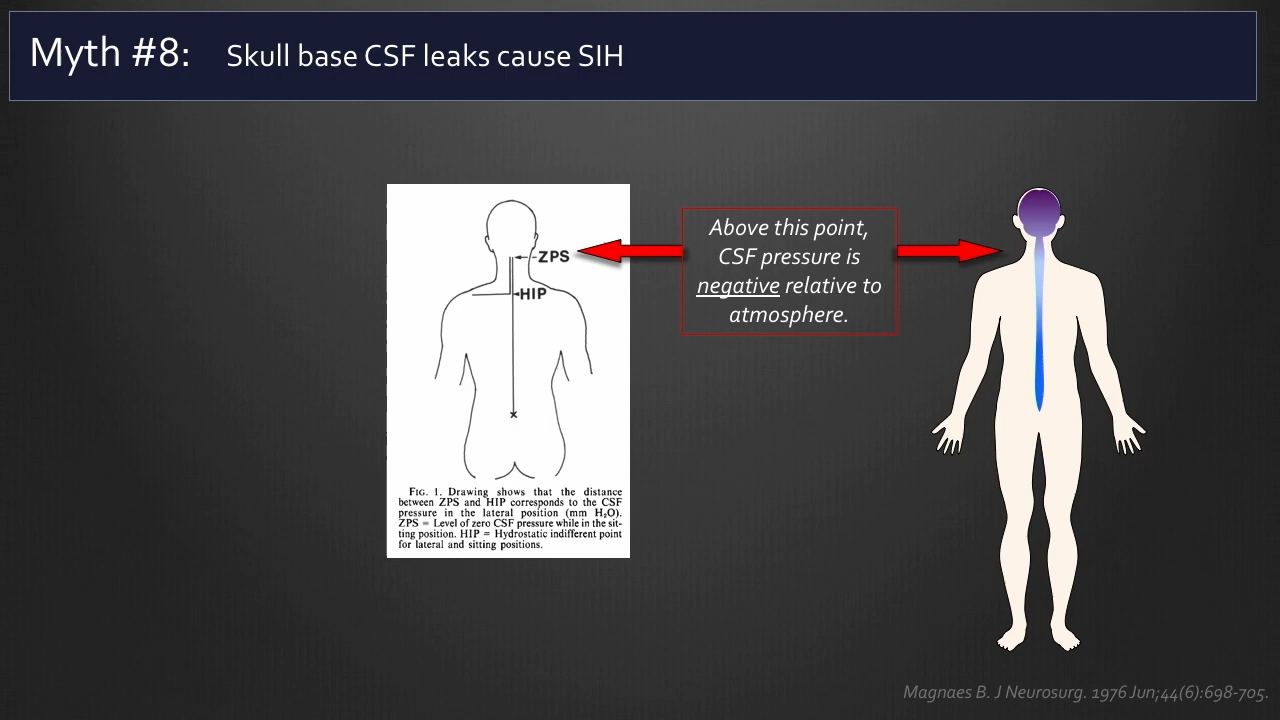 Myth #8: Skull base CSF leaks cause SIH
ZPS
HIP
FIG. 1. Drawing shows that the distance
between ZPS and HIP corresponds to the CSF
pressure in the lateral position (mm H₂O).
ZPS = Level of zero CSF pressure while in the sit-
ting position. HIP = Hydrostatic indifferent point
for lateral and sitting positions.
Above this point,
CSF pressure is
negative relative to
atmosphere.
Magnaes B. J Neurosurg. 1976 Jun;44(6):698-705.